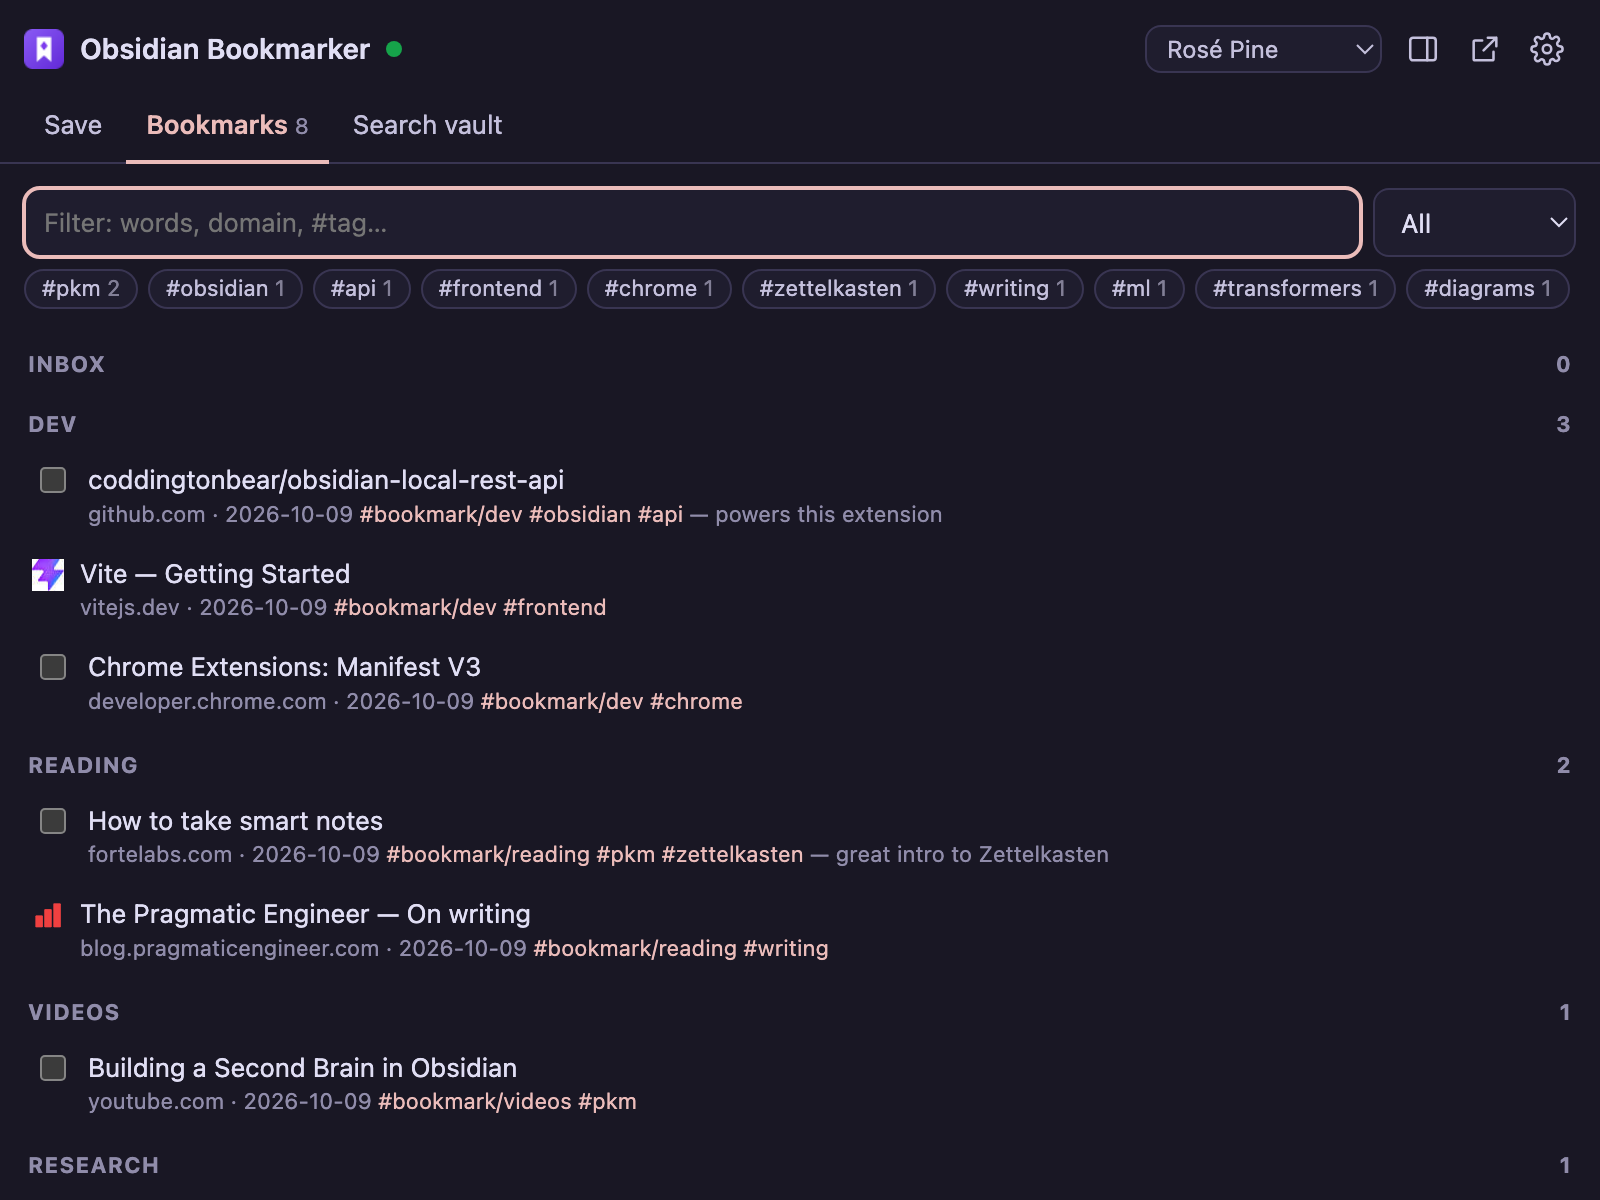 Obsidian Bookmarker
Rosé Pine
Save
Bookmarks 8
Search vault
Filter: words, domain, #tag...
All
#pkm 2
#obsidian 1
#api 1
#frontend 1
#chrome 1
#zettelkasten 1
#writing 1
#ml 1
#transformers 1
#diagrams 1
INBOX 0
DEV 3
coddingtonbear/obsidian-local-rest-api
github.com · 2026-10-09 #bookmark/dev #obsidian #api — powers this extension
Vite — Getting Started
vitejs.dev · 2026-10-09 #bookmark/dev #frontend
Chrome Extensions: Manifest V3
developer.chrome.com · 2026-10-09 #bookmark/dev #chrome
READING 2
How to take smart notes
fortelabs.com · 2026-10-09 #bookmark/reading #pkm #zettelkasten — great intro to Zettelkasten
The Pragmatic Engineer — On writing
blog.pragmaticengineer.com · 2026-10-09 #bookmark/reading #writing
VIDEOS 1
Building a Second Brain in Obsidian
youtube.com · 2026-10-09 #bookmark/videos #pkm
RESEARCH 1